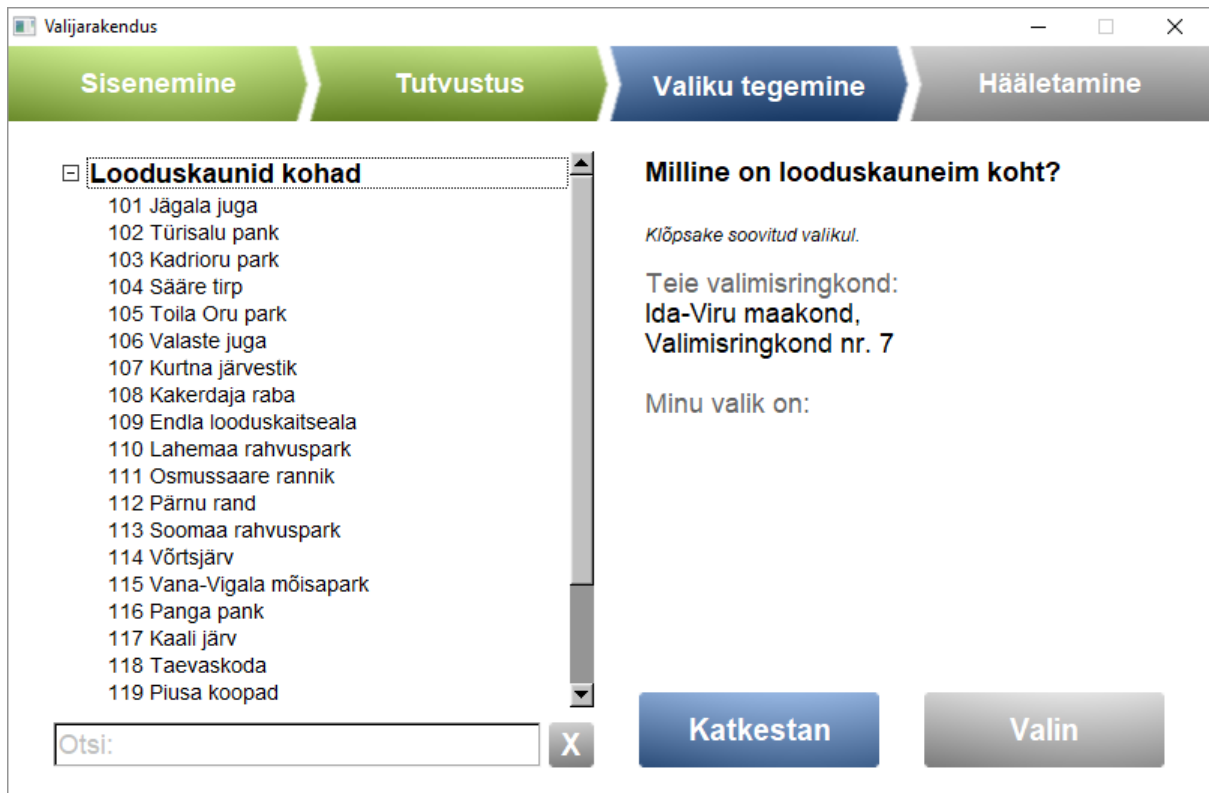 Valijarakendus
Sisenemine
Tutvustus
Valiku tegemine
Hääletamine
Looduskaunid kohad
101 Jägala juga
102 Türisalu pank
103 Kadrioru park
104 Sääre tirp
105 Toila Oru park
106 Valaste juga
107 Kurtna järvestik
108 Kakerdaja raba
109 Endla looduskaitseala
110 Lahemaa rahvuspark
111 Osmussaare rannik
112 Pärnu rand
113 Soomaa rahvuspark
114 Võrtsjärv
115 Vana-Vigala mõisapark
116 Panga pank
117 Kaali järv
118 Taevaskoda
119 Piusa koopad
Otsi:
X
Milline on looduskauneim koht?
Klõpsake soovitud valikul.
Teie valimisringkond:
Ida-Viru maakond,
Valimisringkond nr. 7
Minu valik on:
Katkestan
Valin